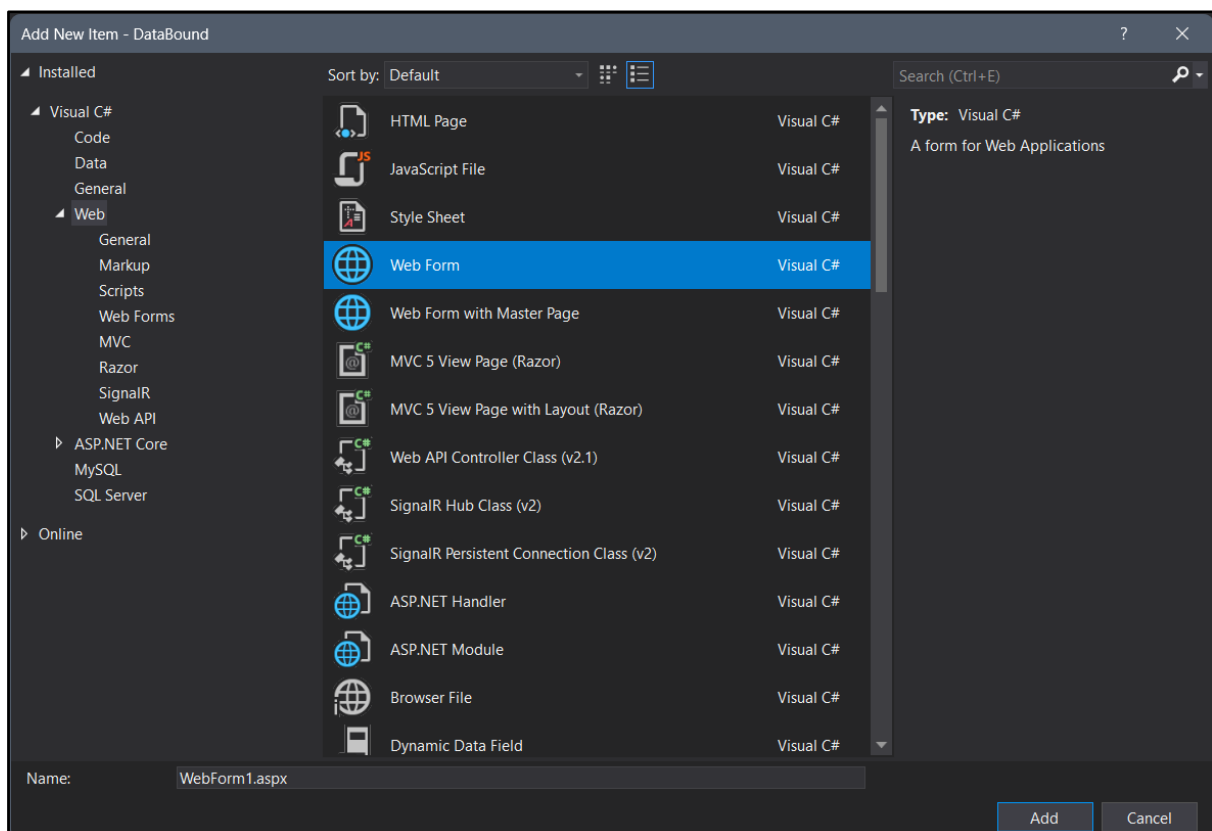 Add New Item - DataBound
?
Installed
Visual C#
Code
Data
General
Web
General
Markup
Scripts
Web Forms
MVC
Razor
SignalR
Web API
ASP.NET Core
MySQL
SQL Server
Online
Sort by: Default
HTML Page Visual C#
JS
JavaScript File Visual C#
Style Sheet Visual C#
Web Form Visual C#
Web Form with Master Page Visual C#
MVC 5 View Page (Razor) Visual C#
MVC 5 View Page with Layout (Razor) Visual C#
Web API Controller Class (v2.1) Visual C#
SignalR Hub Class (v2) Visual C#
SignalR Persistent Connection Class (v2) Visual C#
ASP.NET Handler Visual C#
ASP.NET Module Visual C#
Browser File Visual C#
Dynamic Data Field Visual C#
Search (Ctrl+E)
Type: Visual C#
A form for Web Applications
Name: WebForm1.aspx
Add Cancel